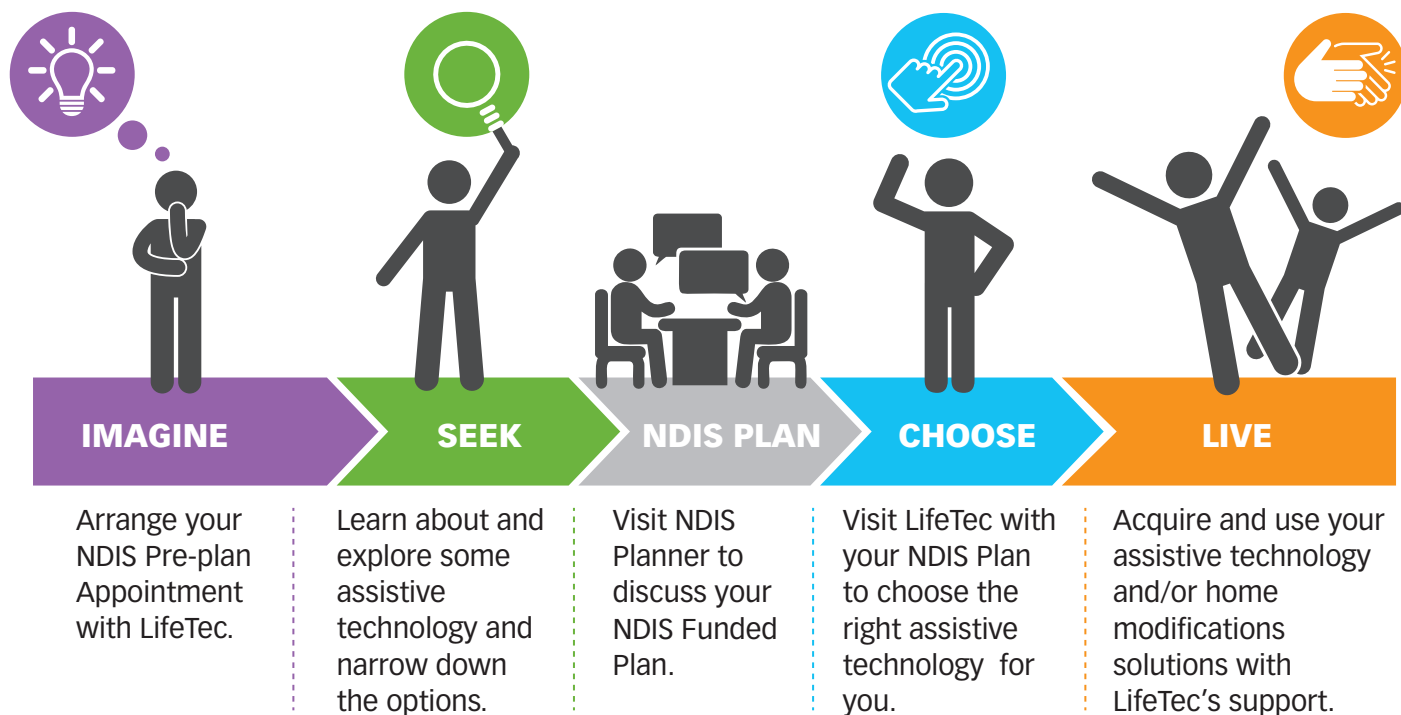 IMAGINE
SEEK
NDIS PLAN
CHOOSE
LIVE
Arrange your
NDIS Pre-plan
Appointment
with LifeTec.
Learn about and
explore some
assistive
technology and
narrow down
the options.
Visit NDIS
Planner to
discuss your
NDIS Funded
Plan.
Visit LifeTec with
your NDIS Plan
to choose the
right assistive
technology for
you.
Acquire and use your
assistive technology
and/or home
modifications
solutions with
LifeTec's support.